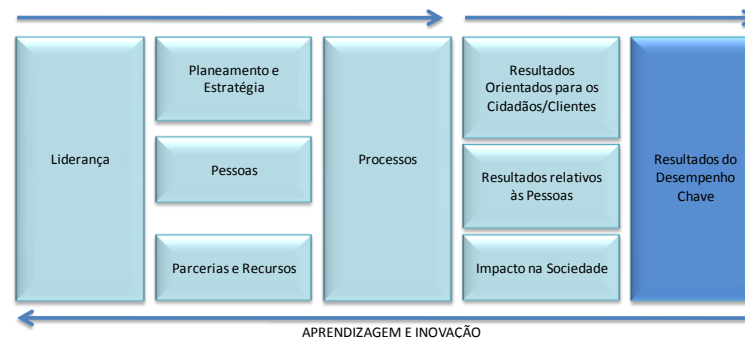 Liderança
Planeamento e
Estratégia
Pessoas
Parcerias e Recursos
Processos
Resultados
Orientados para os
Cidadãos/Clientes
Resultados relativos
às Pessoas
Impacto na Sociedade
Resultados do
Desempenho
Chave
APRENDIZAGEM E INOVAÇÃO